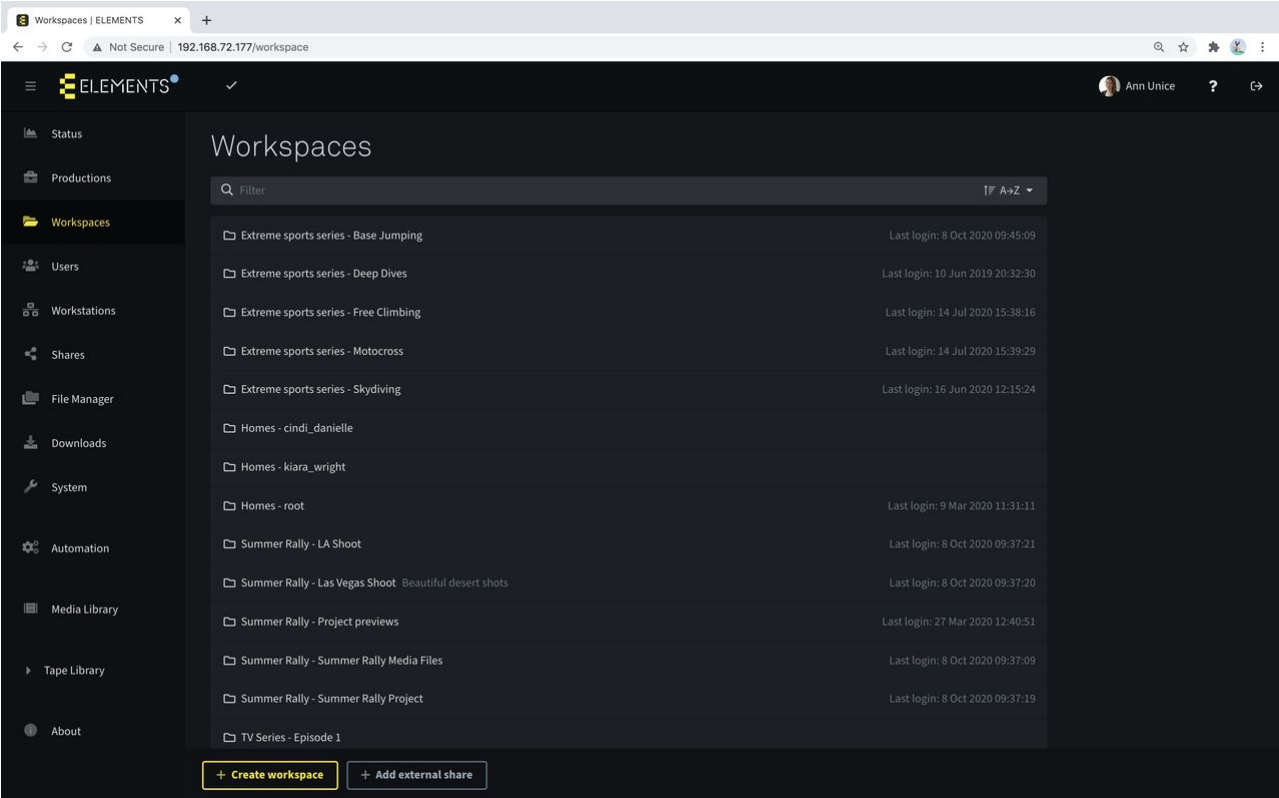 Workspaces | ELEMENTS
Not Secure | 192.168.72.177/workspace
ELEMENTS
Ann Unice ?
Status
Productions
Workspaces
Users
Workstations
Shares
File Manager
Downloads
System
Automation
Media Library
Tape Library
About
Workspaces
Filter A→Z
Extreme sports series - Base Jumping Last login: 8 Oct 2020 09:45:09
Extreme sports series - Deep Dives Last login: 10 Jun 2019 20:32:30
Extreme sports series - Free Climbing Last login: 14 Jul 2020 15:38:16
Extreme sports series - Motocross Last login: 14 Jul 2020 15:39:29
Extreme sports series - Skydiving Last login: 16 Jun 2020 12:15:24
Homes - cindi_danielle
Homes - kiara_wright
Homes - root Last login: 9 Mar 2020 11:31:11
Summer Rally - LA Shoot Last login: 8 Oct 2020 09:37:21
Summer Rally - Las Vegas Shoot Beautiful desert shots Last login: 8 Oct 2020 09:37:20
Summer Rally - Project previews Last login: 27 Mar 2020 12:40:51
Summer Rally - Summer Rally Media Files Last login: 8 Oct 2020 09:37:09
Summer Rally - Summer Rally Project Last login: 8 Oct 2020 09:37:19
TV Series - Episode 1
+ Create workspace + Add external share